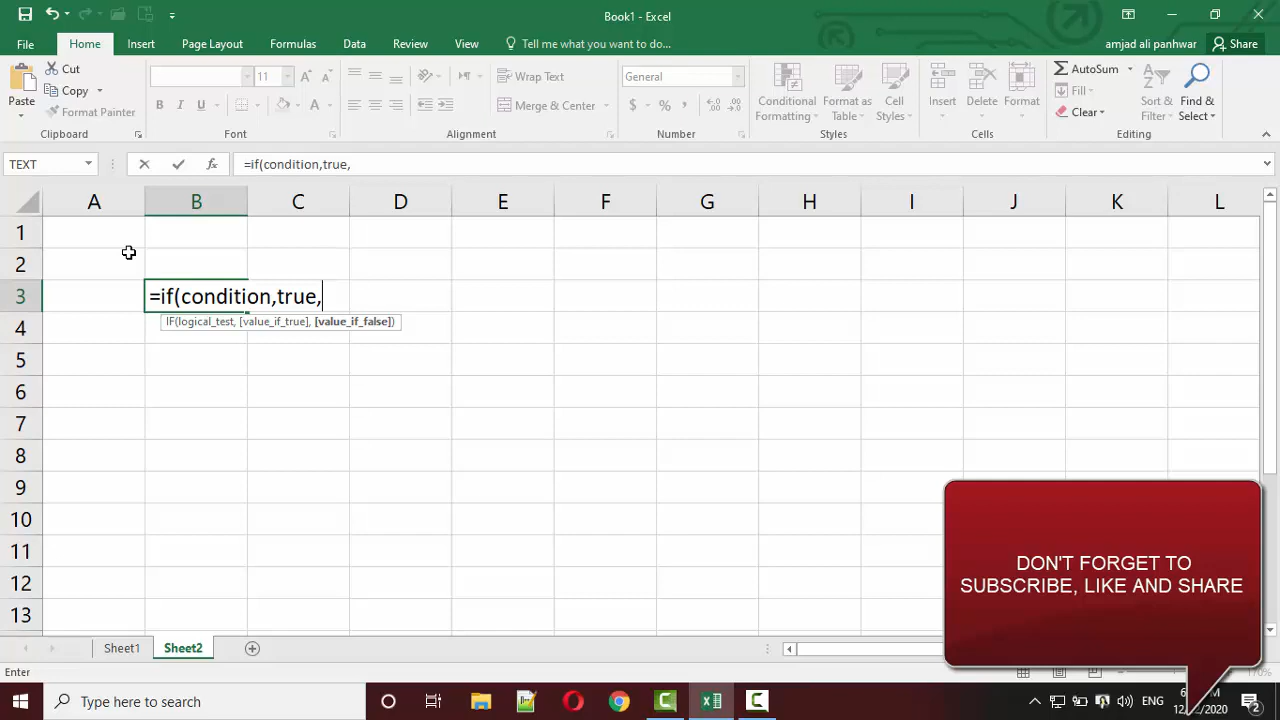 Book1 - Excel
File
Home
Insert
Page Layout
Formulas
Data
Review
View
Tell me what you want to do...
amjad ali panhwar
Share
Paste
Cut
Copy
Format Painter
Clipboard
11
B I U
A A
A
Font
Wrap Text
Merge & Center
Alignment
General
$ % ,
Number
Conditional Formatting
Format as Table
Cell Styles
Styles
Insert
Delete
Format
Cells
AutoSum
Fill
Clear
Sort & Filter
Find & Select
Editing
TEXT
fx
=if(condition,true,
A B C D E F G H I J K L
1
2
3
=if(condition,true,
IF(logical_test, [value_if_true], [value_if_false])
4
5
6
7
8
9
10
11
12
13
DON'T FORGET TO
SUBSCRIBE, LIKE AND SHARE
Sheet1
Sheet2
Enter
Type here to search
ENG
2